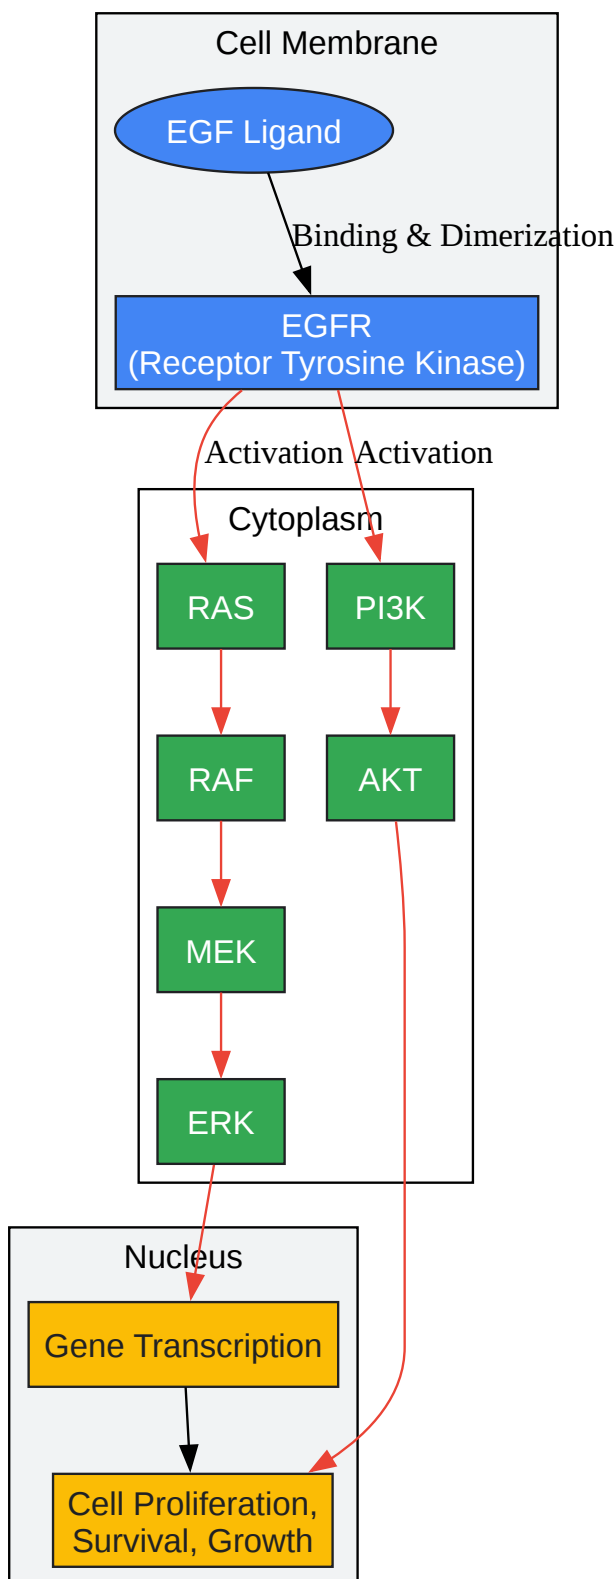 Cell Membrane
EGF Ligand
Binding & Dimerization
EGFR
(Receptor Tyrosine Kinase)
Activation
Activation
Cytoplasm
RAS
PI3K
RAF
AKT
MEK
ERK
Nucleus
Gene Transcription
Cell Proliferation,
Survival, Growth